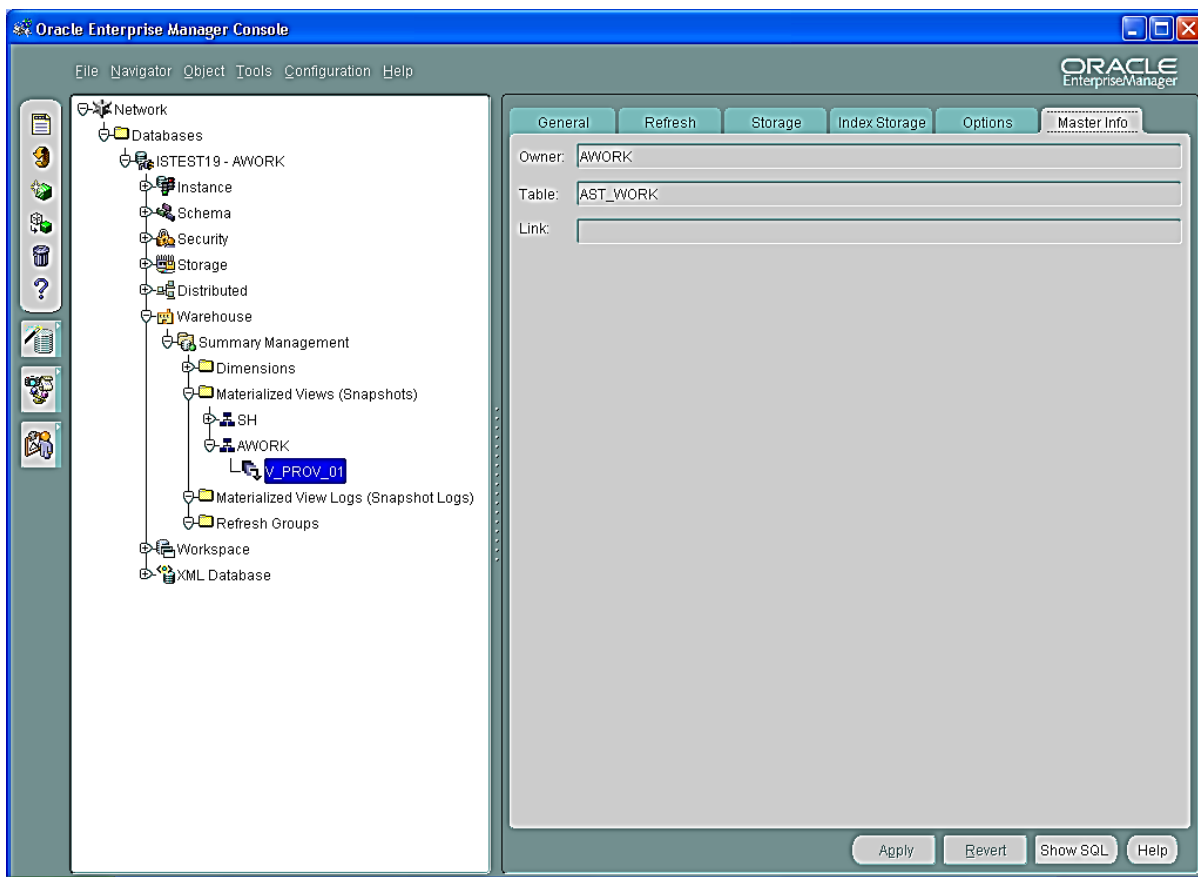 Oracle Enterprise Manager Console
File Navigator Object Tools Configuration Help
ORACLE
EnterpriseManager
Network
Databases
ISTEST19 - AWORK
Instance
Schema
Security
Storage
Distributed
Warehouse
Summary Management
Dimensions
Materialized Views (Snapshots)
SH
AWORK
V_PROV_01
Materialized View Logs (Snapshot Logs)
Refresh Groups
Workspace
XML Database
General Refresh Storage Index Storage Options Master Info
Owner: AWORK
Table: AST_WORK
Link:
Apply Revert Show SQL Help